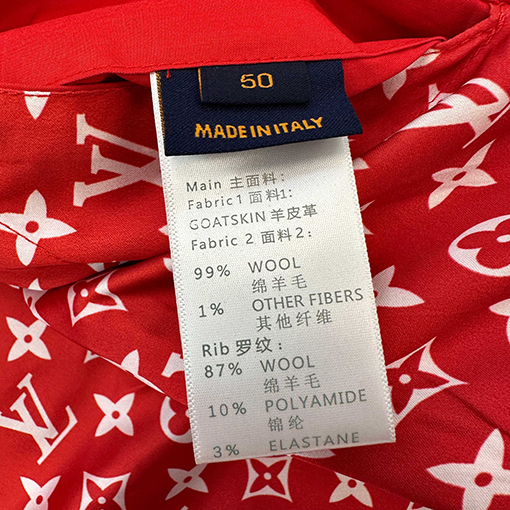 50
MADE IN ITALY
Main 主面料:
Fabric1 面料1:
GOATSKIN 羊皮革
Fabric 2 面料2:
99% WOOL
绵羊毛
1% OTHER FIBERS
其他纤维
Rib 罗纹:
87% WOOL
绵羊毛
10% POLYAMIDE
锦纶
3% ELASTANE